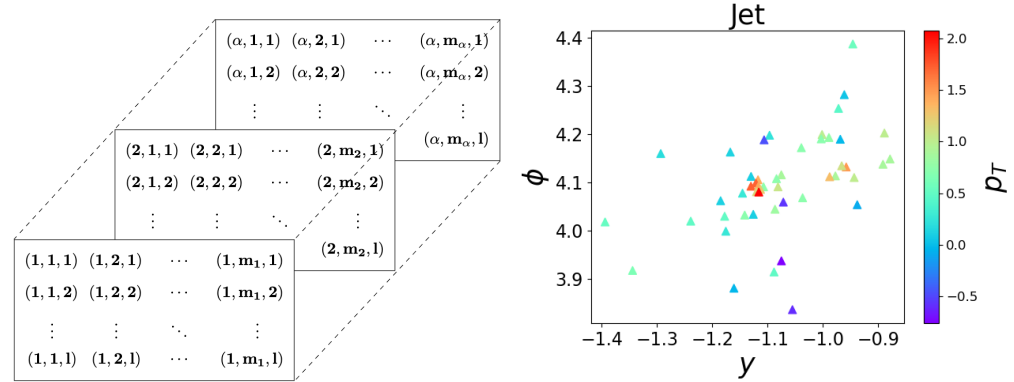 (α, 1, 1) (α, 2, 1) ⋯ (α, m_α, 1)
(α, 1, 2) (α, 2, 2) ⋯ (α, m_α, 2)
⋮ ⋮ ⋱ ⋮
(α, m_α, l)
(2, 1, 1) (2, 2, 1) ⋯ (2, m_2, 1)
(2, 1, 2) (2, 2, 2) ⋯ (2, m_2, 2)
⋮ ⋮ ⋱ ⋮
(2, m_2, l)
(1, 1, 1) (1, 2, 1) ⋯ (1, m_1, 1)
(1, 1, 2) (1, 2, 2) ⋯ (1, m_1, 2)
⋮ ⋮ ⋱ ⋮
(1, 1, l) (1, 2, l) ⋯ (1, m_1, l)
Jet
4.4
4.3
4.2
4.1
4.0
3.9
ϕ
−1.4 −1.3 −1.2 −1.1 −1.0 −0.9
y
2.0
1.5
1.0
0.5
0.0
−0.5
p_T